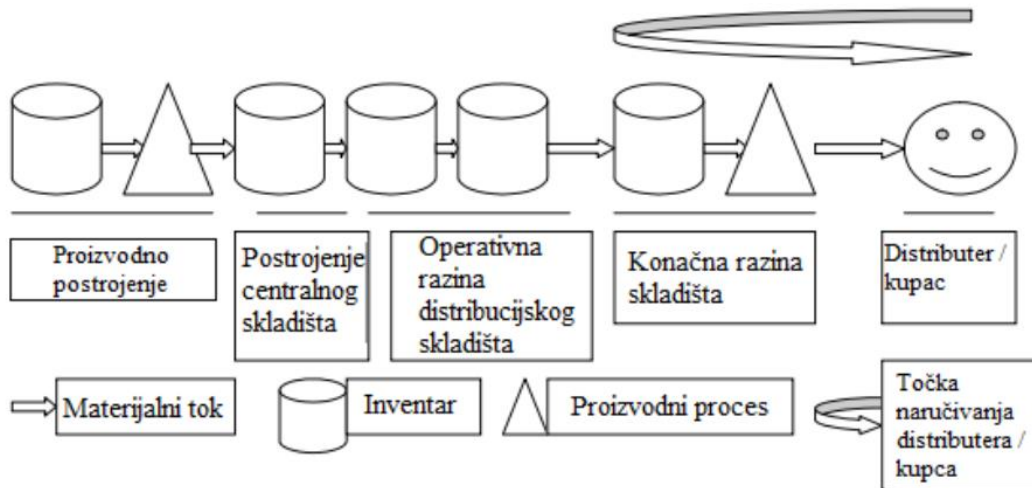 Proizvodno
postrojenje
Postrojenje
centralnog
skladišta
Operativna
razina
distribucijskog
skladišta
Konačna razina
skladišta
Distributer /
kupac
Materijalni tok
Inventar
Proizvodni proces
Točka
naručivanja
distributera /
kupca